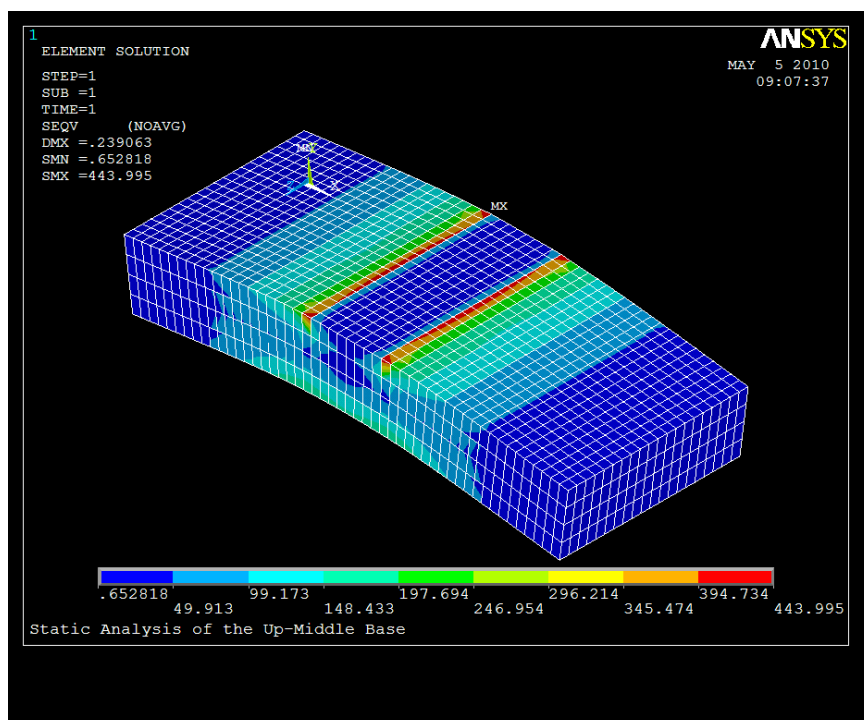 1
ANSYS
ELEMENT SOLUTION
MAY 5 2010
09:07:37
STEP=1
SUB =1
TIME=1
SEQV (NOAVG)
DMX =.239063
SMN =.652818
SMX =443.995
X
MX
.652818 99.173 197.694 296.214 394.734
49.913 148.433 246.954 345.474 443.995
Static Analysis of the Up-Middle Base